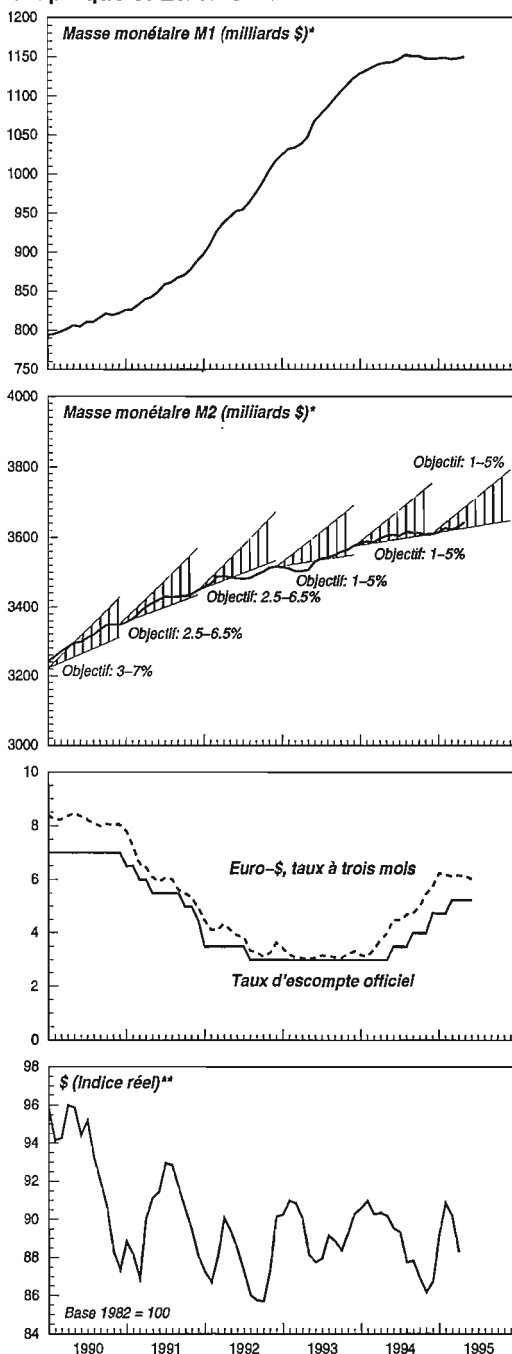 Masse monétaire M1 (milliards $)*
1200
1150
1100
1050
1000
950
900
850
800
750
Masse monétaire M2 (milliards $)*
4000
3800
3600
3400
3200
3000
Objectif: 1–5%
Objectif: 1–5%
Objectif: 1–5%
Objectif: 2.5–6.5%
Objectif: 2.5–6.5%
Objectif: 3–7%
10
8
6
4
2
0
Euro–$, taux à trois mois
Taux d'escompte officiel
$ (Indice réel)**
98
96
94
92
90
88
86
84
Base 1982 = 100
1990 1991 1992 1993 1994 1995